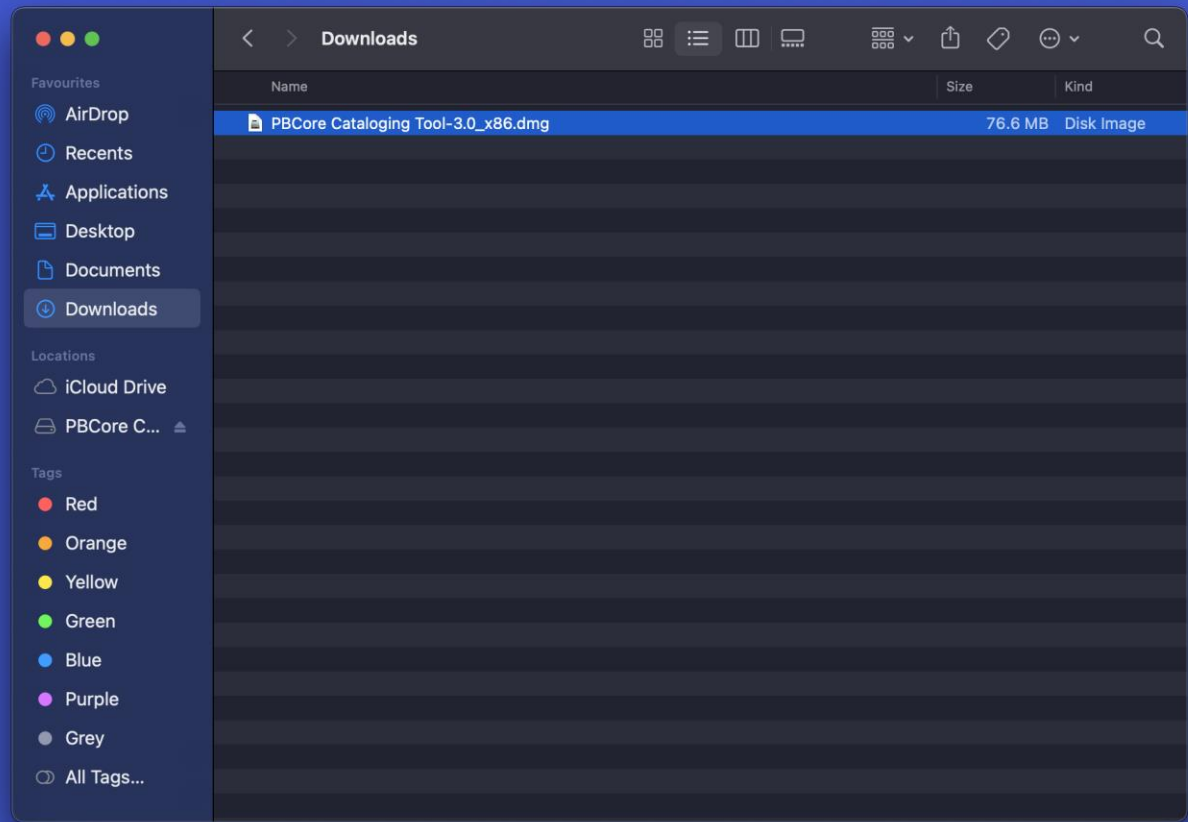 Downloads
Favourites
AirDrop
Recents
Applications
Desktop
Documents
Downloads
Locations
iCloud Drive
PBCore C...
Tags
Red
Orange
Yellow
Green
Blue
Purple
Grey
All Tags...
Name Size Kind
PBCore Cataloging Tool-3.0_x86.dmg 76.6 MB Disk Image